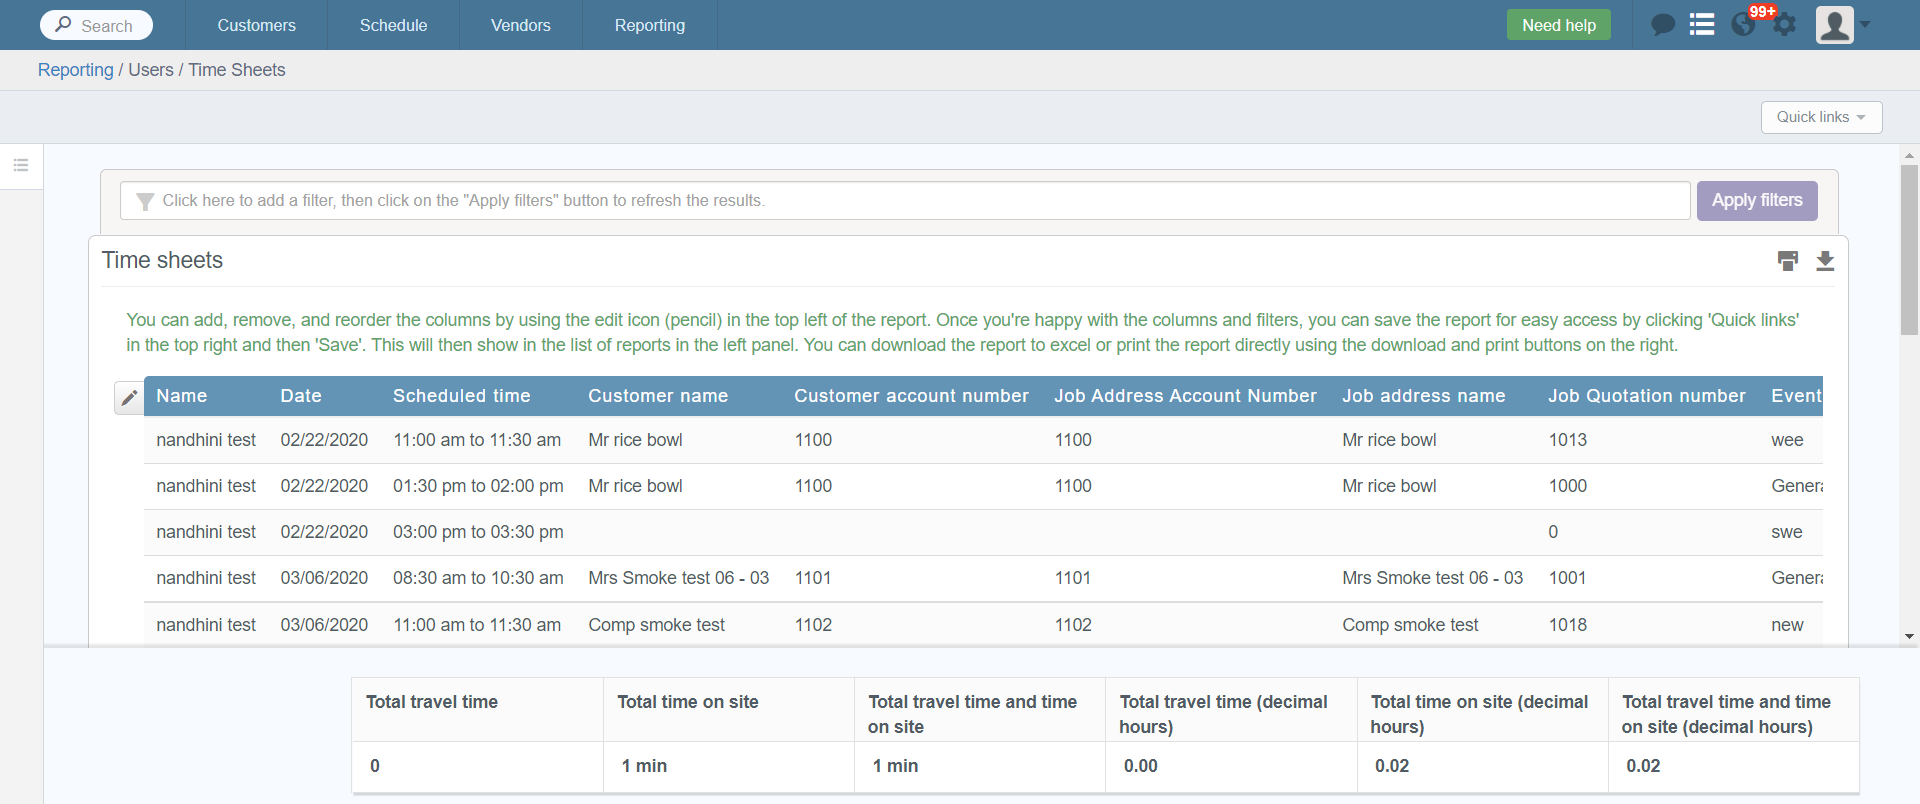 Search
Customers
Schedule
Vendors
Reporting
Need help
99+
Reporting / Users / Time Sheets
Quick links
Click here to add a filter, then click on the "Apply filters" button to refresh the results.
Apply filters
Time sheets
You can add, remove, and reorder the columns by using the edit icon (pencil) in the top left of the report. Once you're happy with the columns and filters, you can save the report for easy access by clicking 'Quick links'
in the top right and then 'Save'. This will then show in the list of reports in the left panel. You can download the report to excel or print the report directly using the download and print buttons on the right.
Name Date Scheduled time Customer name Customer account number Job Address Account Number Job address name Job Quotation number Event
nandhini test 02/22/2020 11:00 am to 11:30 am Mr rice bowl 1100 1100 Mr rice bowl 1013 wee
nandhini test 02/22/2020 01:30 pm to 02:00 pm Mr rice bowl 1100 1100 Mr rice bowl 1000 Genera
nandhini test 02/22/2020 03:00 pm to 03:30 pm 0 swe
nandhini test 03/06/2020 08:30 am to 10:30 am Mrs Smoke test 06 - 03 1101 1101 Mrs Smoke test 06 - 03 1001 Genera
nandhini test 03/06/2020 11:00 am to 11:30 am Comp smoke test 1102 1102 Comp smoke test 1018 new
Total travel time
Total time on site
Total travel time and time
on site
Total travel time (decimal
hours)
Total time on site (decimal
hours)
Total travel time and time
on site (decimal hours)
0 1 min 1 min 0.00 0.02 0.02